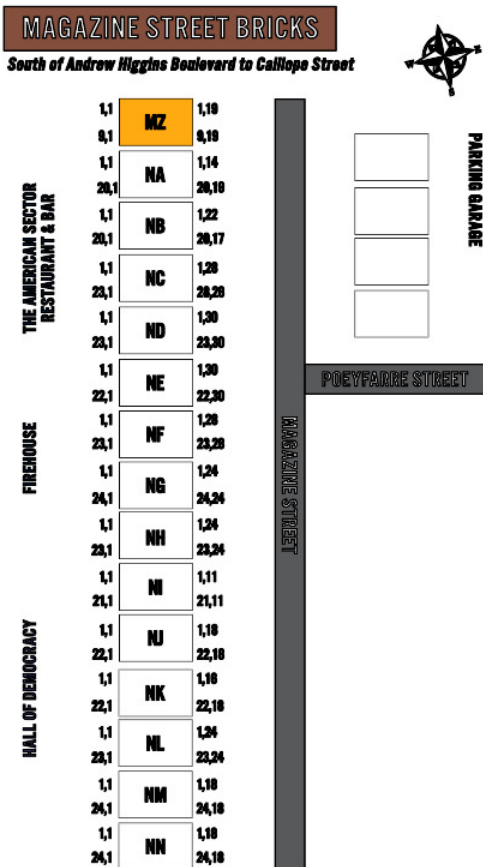 MAGAZINE STREET BRICKS
South of Andrew Higgins Boulevard to Calliope Street
N
E
S
W
1,1 MZ 1,19
9,1 9,19
1,1 NA 1,14
20,1 20,19
1,1 NB 1,22
20,1 20,17
1,1 NC 1,28
23,1 28,28
1,1 ND 1,30
23,1 23,30
1,1 NE 1,30
22,1 22,30
1,1 NF 1,28
23,1 23,28
1,1 NG 1,24
24,1 24,24
1,1 NH 1,24
23,1 23,24
1,1 NI 1,11
21,1 21,11
1,1 NJ 1,18
22,1 22,18
1,1 NK 1,16
22,1 22,18
1,1 NL 1,24
23,1 23,24
1,1 NM 1,18
24,1 24,18
1,1 NN 1,18
24,1 24,18
THE AMERICAN SECTOR
RESTAURANT & BAR
FIREHOUSE
HALL OF DEMOCRACY
MAGAZINE STREET
POEYFARRE STREET
PARKING GARAGE